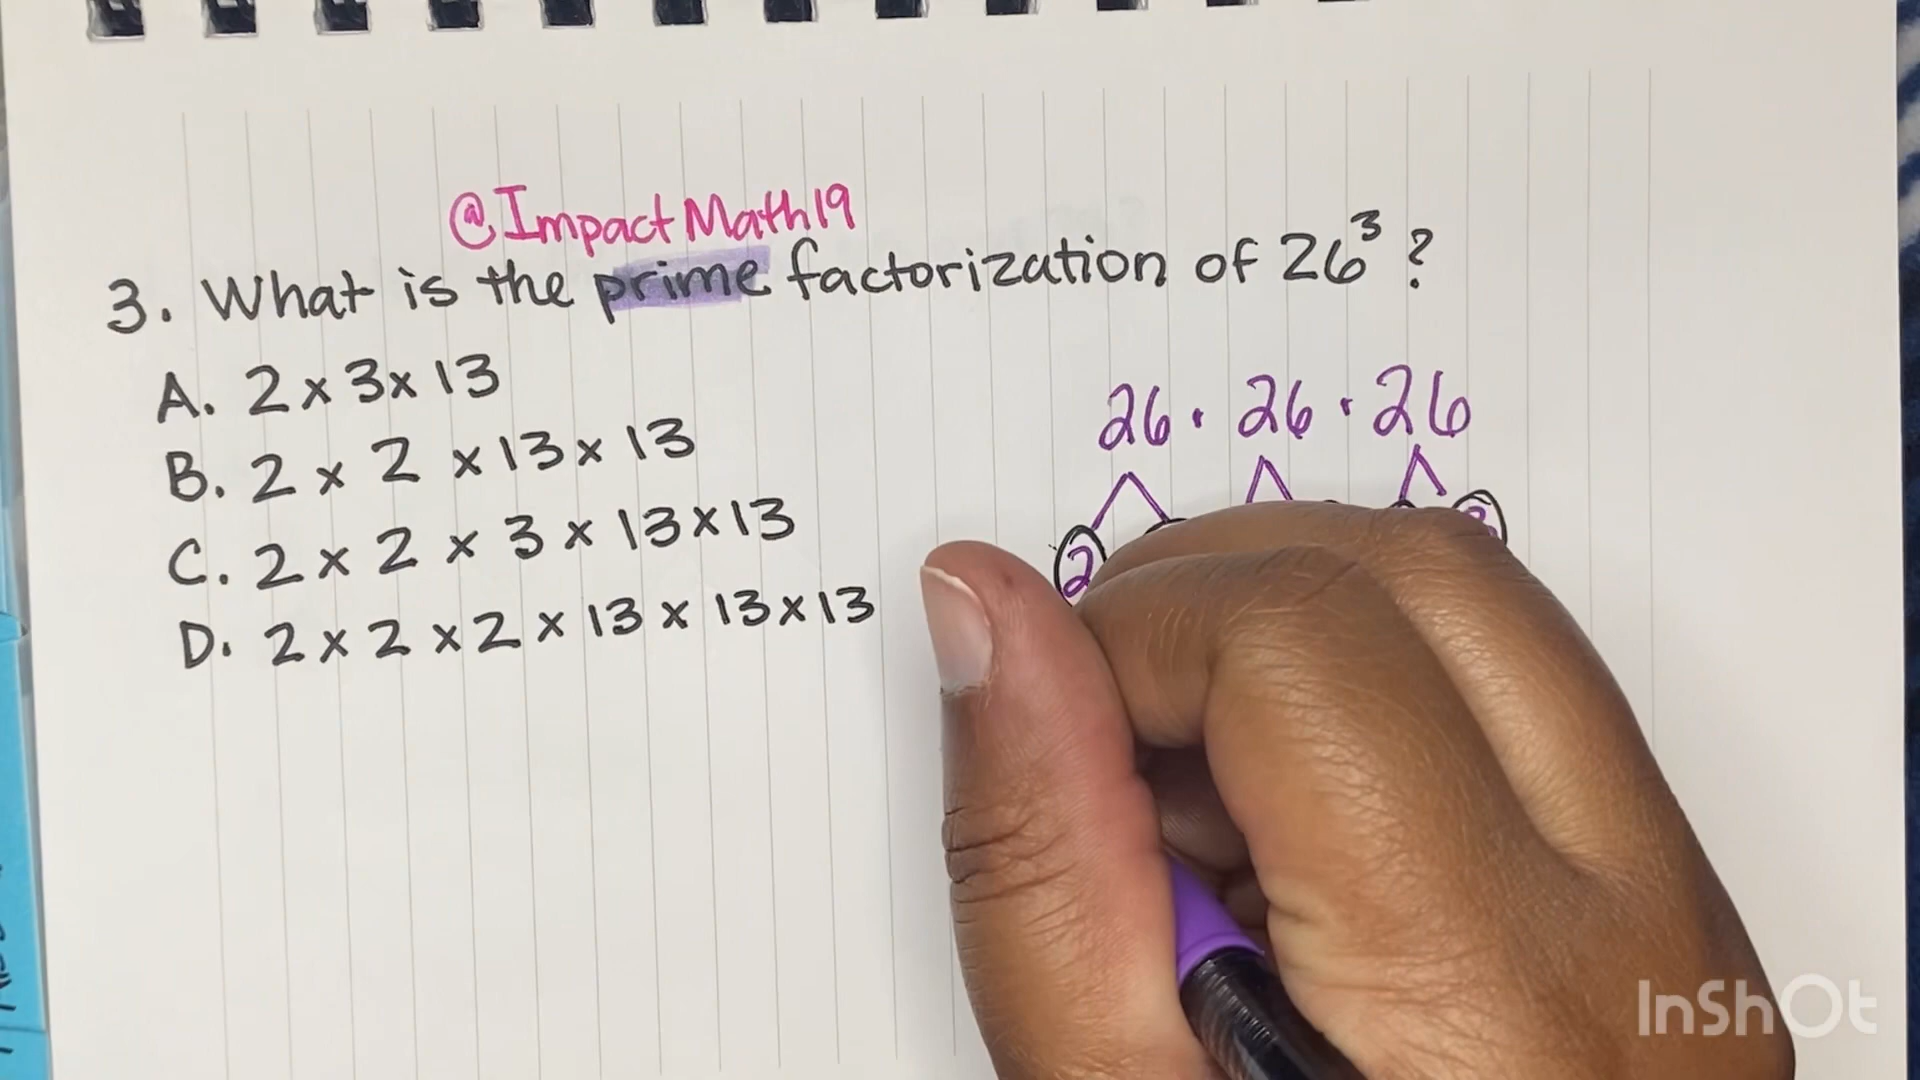 @ImpactMath19
3. What is the prime factorization of 26³?
A. 2 x 3 x 13
B. 2 x 2 x 13 x 13
C. 2 x 2 x 3 x 13 x 13
D. 2 x 2 x 2 x 13 x 13 x 13
26 · 26 · 26
2
InShOt